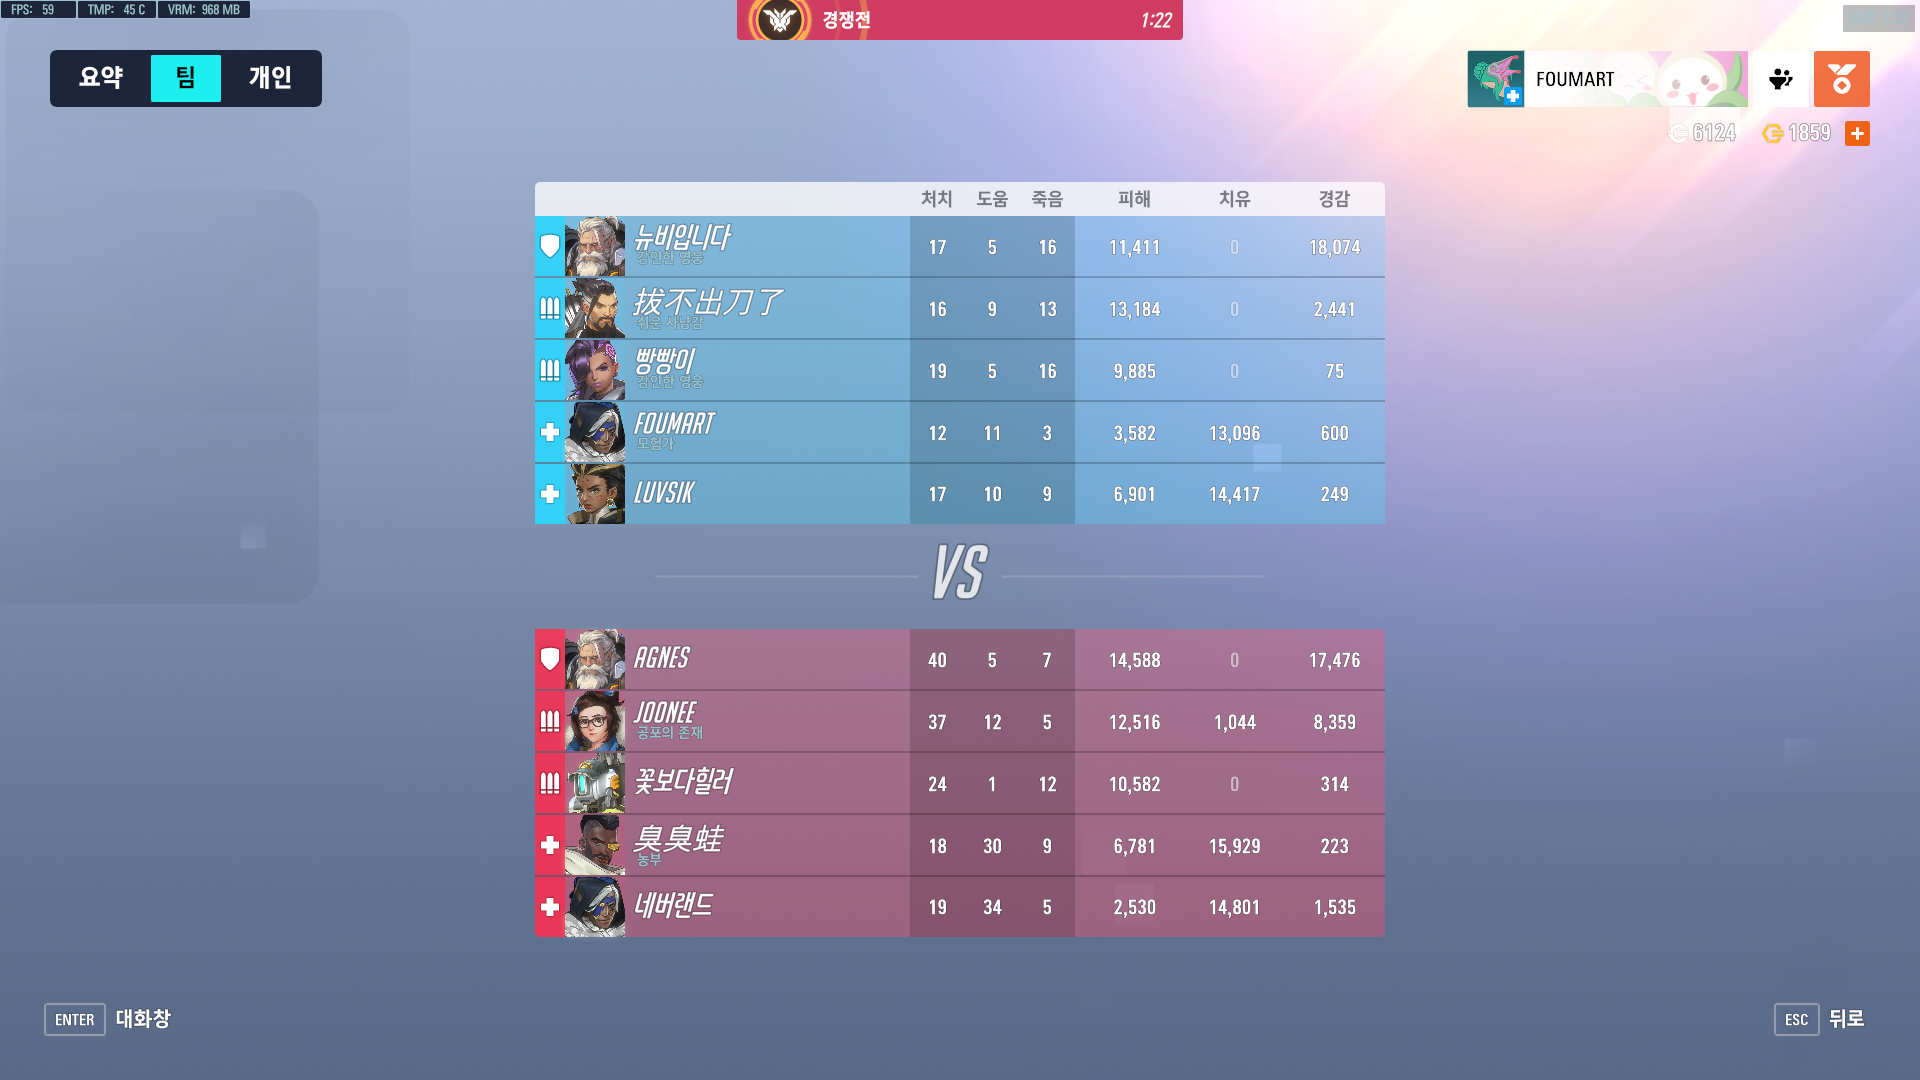 FPS: 59 TMP: 45 C VRM: 968 MB
경쟁전 1:22
요약 팀 개인
FOUMART
6124 1859
처치 도움 죽음 피해 치유 경감
뉴비입니다 17 5 16 11,411 0 18,074
강인한 영웅
拔不出刀了 16 9 13 13,184 0 2,441
쉬운 사냥감
빵빵이 19 5 16 9,885 0 75
강인한 영웅
FOUMART 12 11 3 3,582 13,096 600
모험가
LUVSIK 17 10 9 6,901 14,417 249
VS
AGNES 40 5 7 14,588 0 17,476
JOONEE 37 12 5 12,516 1,044 8,359
공포의 존재
꽃보다힐러 24 1 12 10,582 0 314
臭臭蛙 18 30 9 6,781 15,929 223
농부
네버랜드 19 34 5 2,530 14,801 1,535
ENTER 대화창
ESC 뒤로